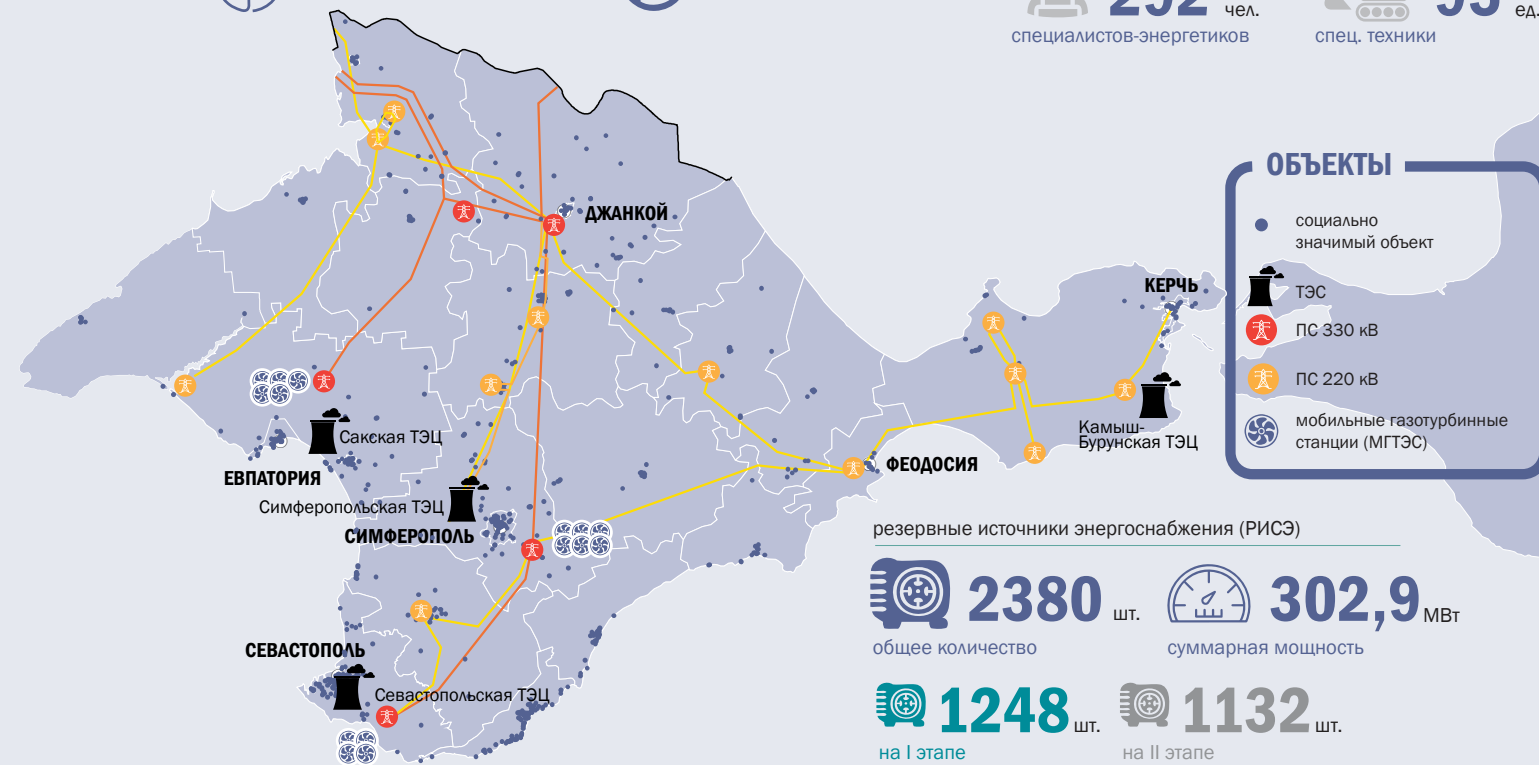 292 чел.
специалистов-энергетиков
ед.
спец. техники
ДЖАНКОЙ
КЕРЧЬ
ОБЪЕКТЫ
социально
значимый объект
ТЭС
ПС 330 кВ
ПС 220 кВ
мобильные газотурбинные
станции (МГТЭС)
Сакская ТЭЦ
ЕВПАТОРИЯ
Симферопольская ТЭЦ
СИМФЕРОПОЛЬ
Камыш-
Бурунская ТЭЦ
ФЕОДОСИЯ
СЕВАСТОПОЛЬ
Севастопольская ТЭЦ
резервные источники энергоснабжения (РИСЭ)
2380 шт.
общее количество
302,9 МВт
суммарная мощность
1248 шт.
на I этапе
1132 шт.
на II этапе